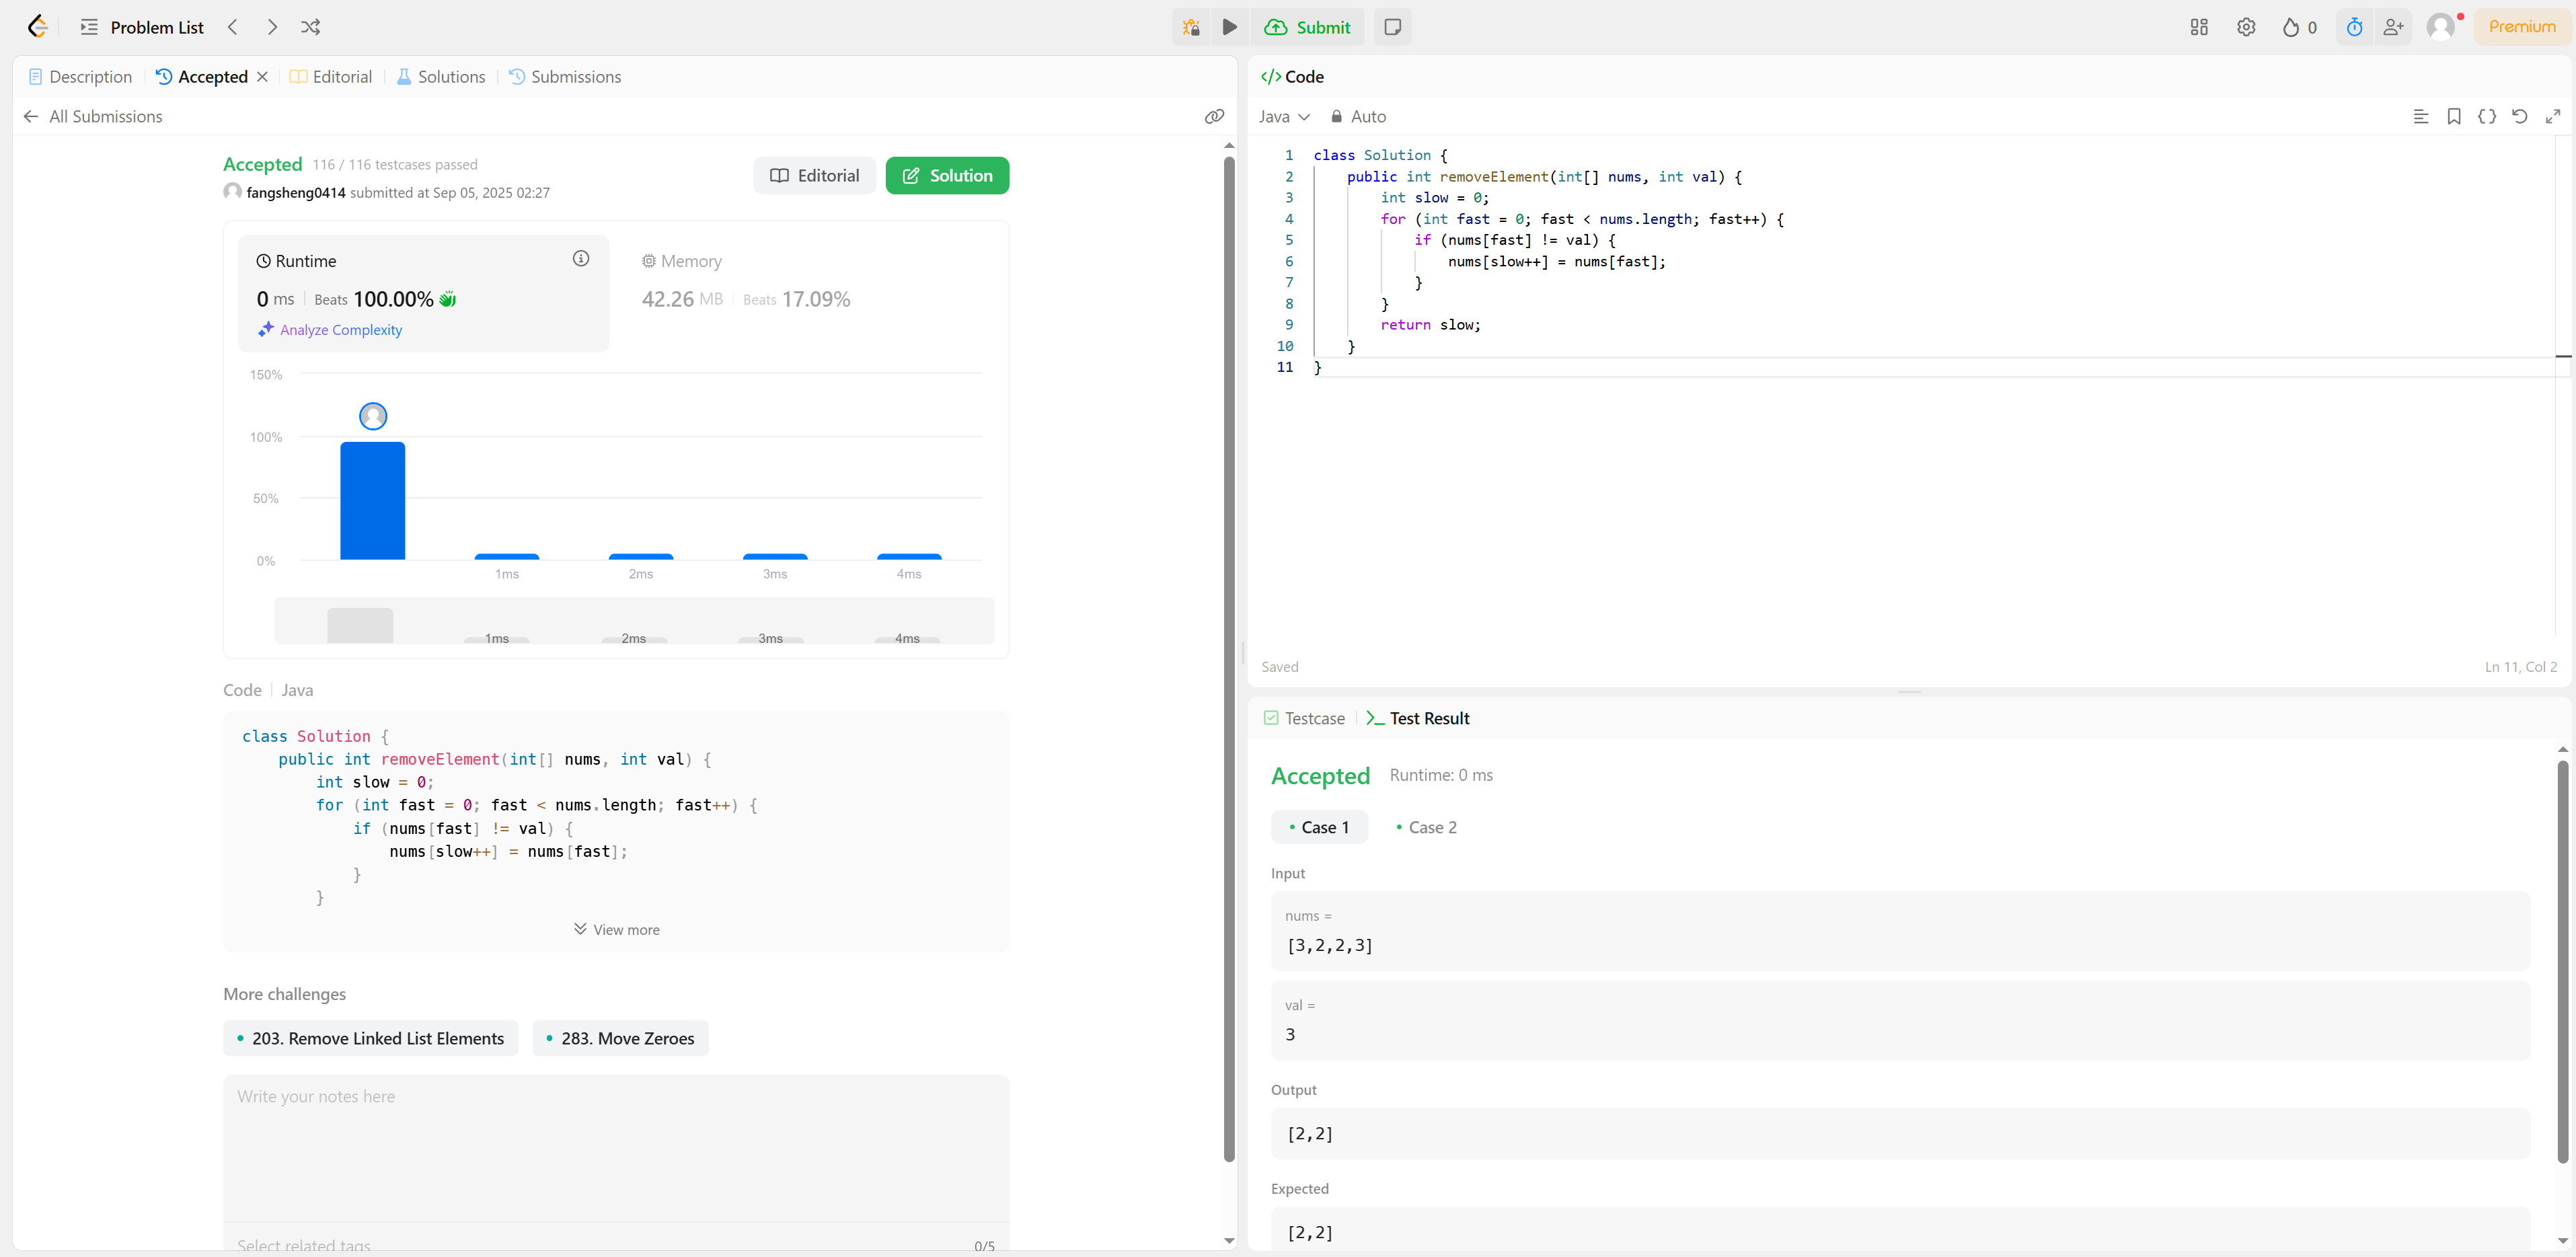 Problem List
Submit
0
Premium
Description
Accepted
Editorial
Solutions
Submissions
All Submissions
Accepted 116 / 116 testcases passed
fangsheng0414 submitted at Sep 05, 2025 02:27
Editorial
Solution
Runtime
0 ms Beats 100.00%
Analyze Complexity
Memory
42.26 MB Beats 17.09%
150%
100%
50%
0%
1ms 2ms 3ms 4ms
1ms 2ms 3ms 4ms
Code Java
class Solution {
    public int removeElement(int[] nums, int val) {
        int slow = 0;
        for (int fast = 0; fast < nums.length; fast++) {
            if (nums[fast] != val) {
                nums[slow++] = nums[fast];
            }
        }
View more
More challenges
203. Remove Linked List Elements
283. Move Zeroes
Write your notes here
Select related tags
0/5
</> Code
Java
Auto
1 class Solution {
2     public int removeElement(int[] nums, int val) {
3         int slow = 0;
4         for (int fast = 0; fast < nums.length; fast++) {
5             if (nums[fast] != val) {
6                 nums[slow++] = nums[fast];
7             }
8         }
9         return slow;
10     }
11 }
Saved
Ln 11, Col 2
Testcase
Test Result
Accepted Runtime: 0 ms
Case 1
Case 2
Input
nums =
[3,2,2,3]
val =
3
Output
[2,2]
Expected
[2,2]